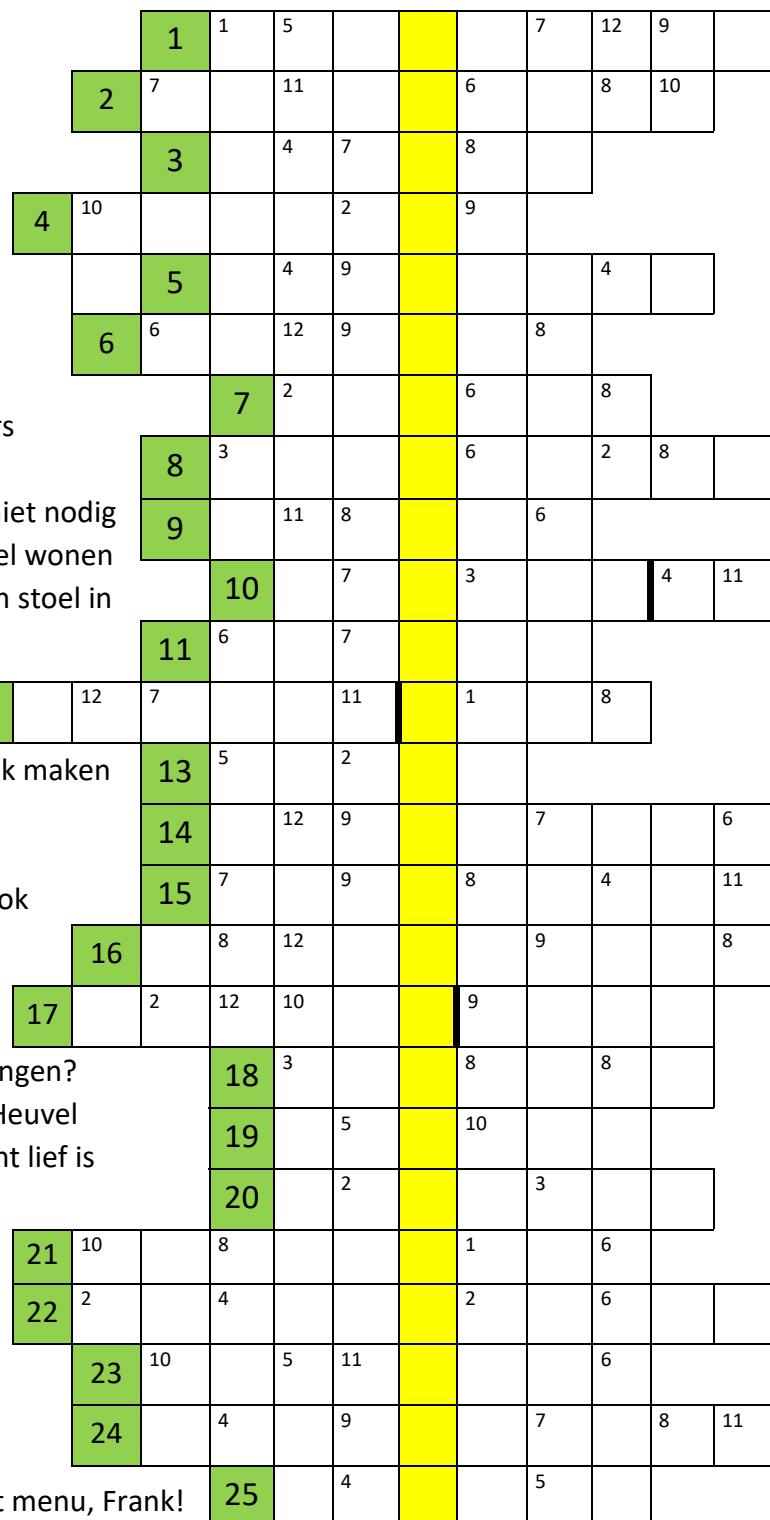 1 1 5 7 12 9
2 7 11 6 8 10
3 4 7 8
4 10 2 9
5 4 9 4
6 6 12 9 8
7 2 6 8
rs
8 3 6 2 8
niet nodig
9 11 8 6
el wonen
10 7 3 4 11
n stoel in
11 6 7
12 7 11 1 8
k maken
13 5 2
14 12 9 7 6
ok
15 7 9 8 4 11
16 8 12 9 8
17 2 12 10 9
ngen?
18 3 8 8
Heuvel
19 5 10
nt lief is
20 2 3
21 10 8 1 6
22 2 4 2 6
23 10 5 11 6
24 4 9 7 8 11
t menu, Frank!
25 4 5